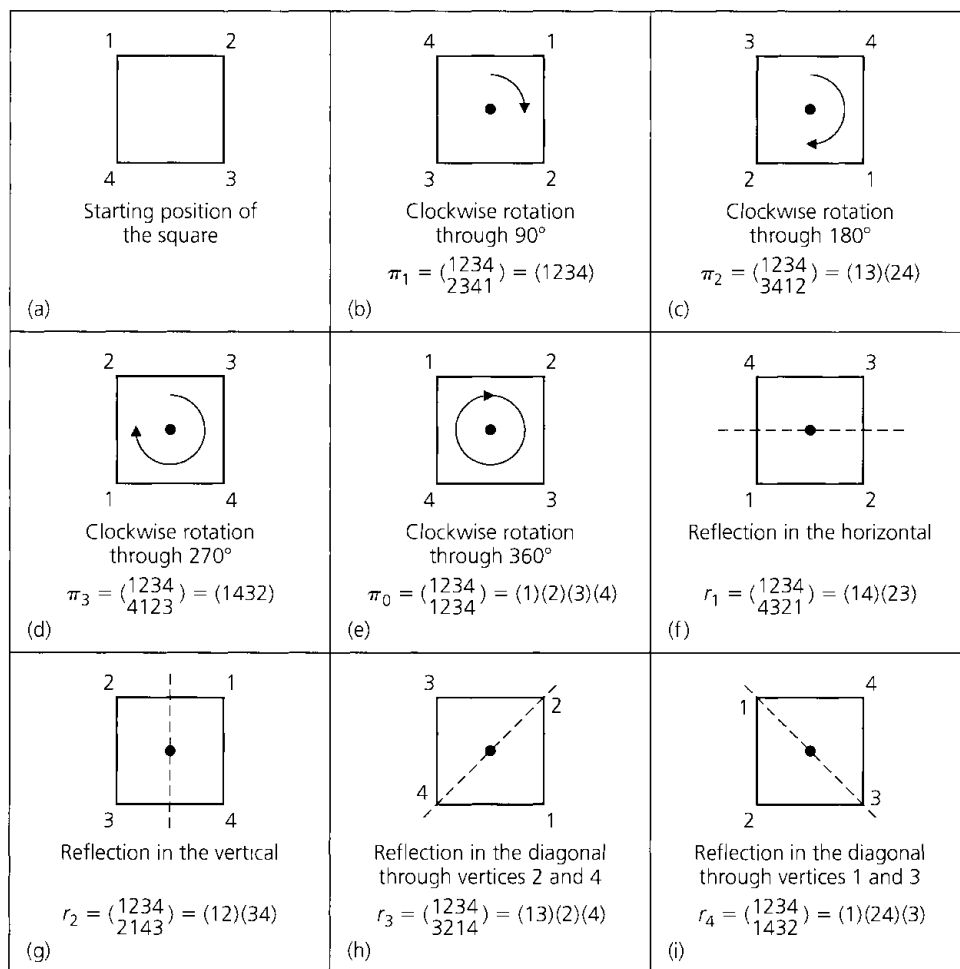 1 2
4 3
Starting position of
the square
(a)
4 1
3 2
Clockwise rotation
through 90°
π₁ = (1234
2341) = (1234)
(b)
3 4
2 1
Clockwise rotation
through 180°
π₂ = (1234
3412) = (13)(24)
(c)
2 3
1 4
Clockwise rotation
through 270°
π₃ = (1234
4123) = (1432)
(d)
1 2
4 3
Clockwise rotation
through 360°
π₀ = (1234
1234) = (1)(2)(3)(4)
(e)
4 3
1 2
Reflection in the horizontal
r₁ = (1234
4321) = (14)(23)
(f)
2 1
3 4
Reflection in the vertical
r₂ = (1234
2143) = (12)(34)
(g)
3
2
4
1
Reflection in the diagonal
through vertices 2 and 4
r₃ = (1234
3214) = (13)(2)(4)
(h)
4
1
3
2
Reflection in the diagonal
through vertices 1 and 3
r₄ = (1234
1432) = (1)(24)(3)
(i)